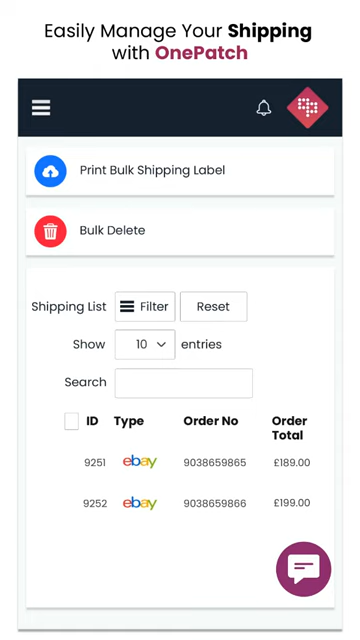 Easily Manage Your Shipping
with OnePatch
Print Bulk Shipping Label
Bulk Delete
Shipping List Filter Reset
Show 10 entries
Search
ID Type Order No Order
Total
9251 ebay 9038659865 £189.00
9252 ebay 9038659866 £199.00